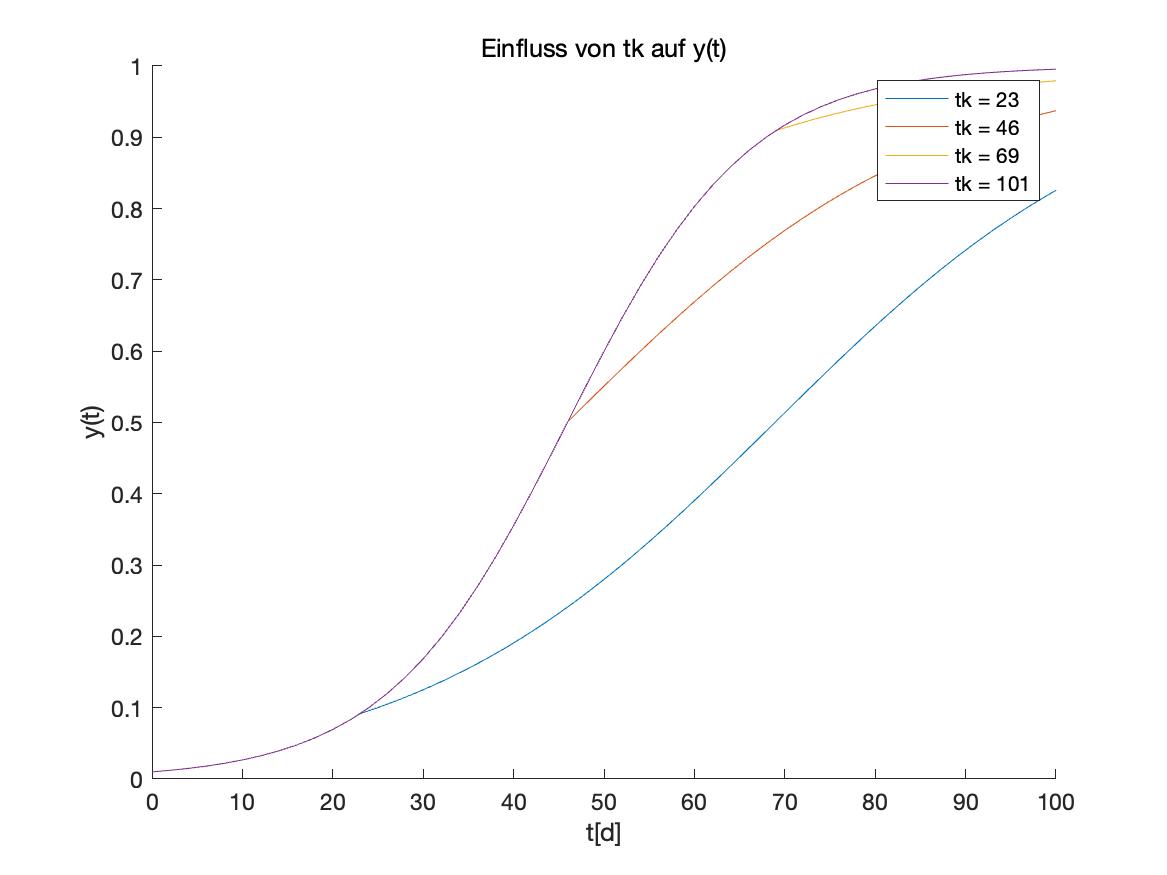 Einfluss von tk auf y(t)
1
0.9
0.8
0.7
0.6
0.5
0.4
0.3
0.2
0.1
0
y(t)
tk = 23
tk = 46
tk = 69
tk = 101
0 10 20 30 40 50 60 70 80 90 100
t[d]